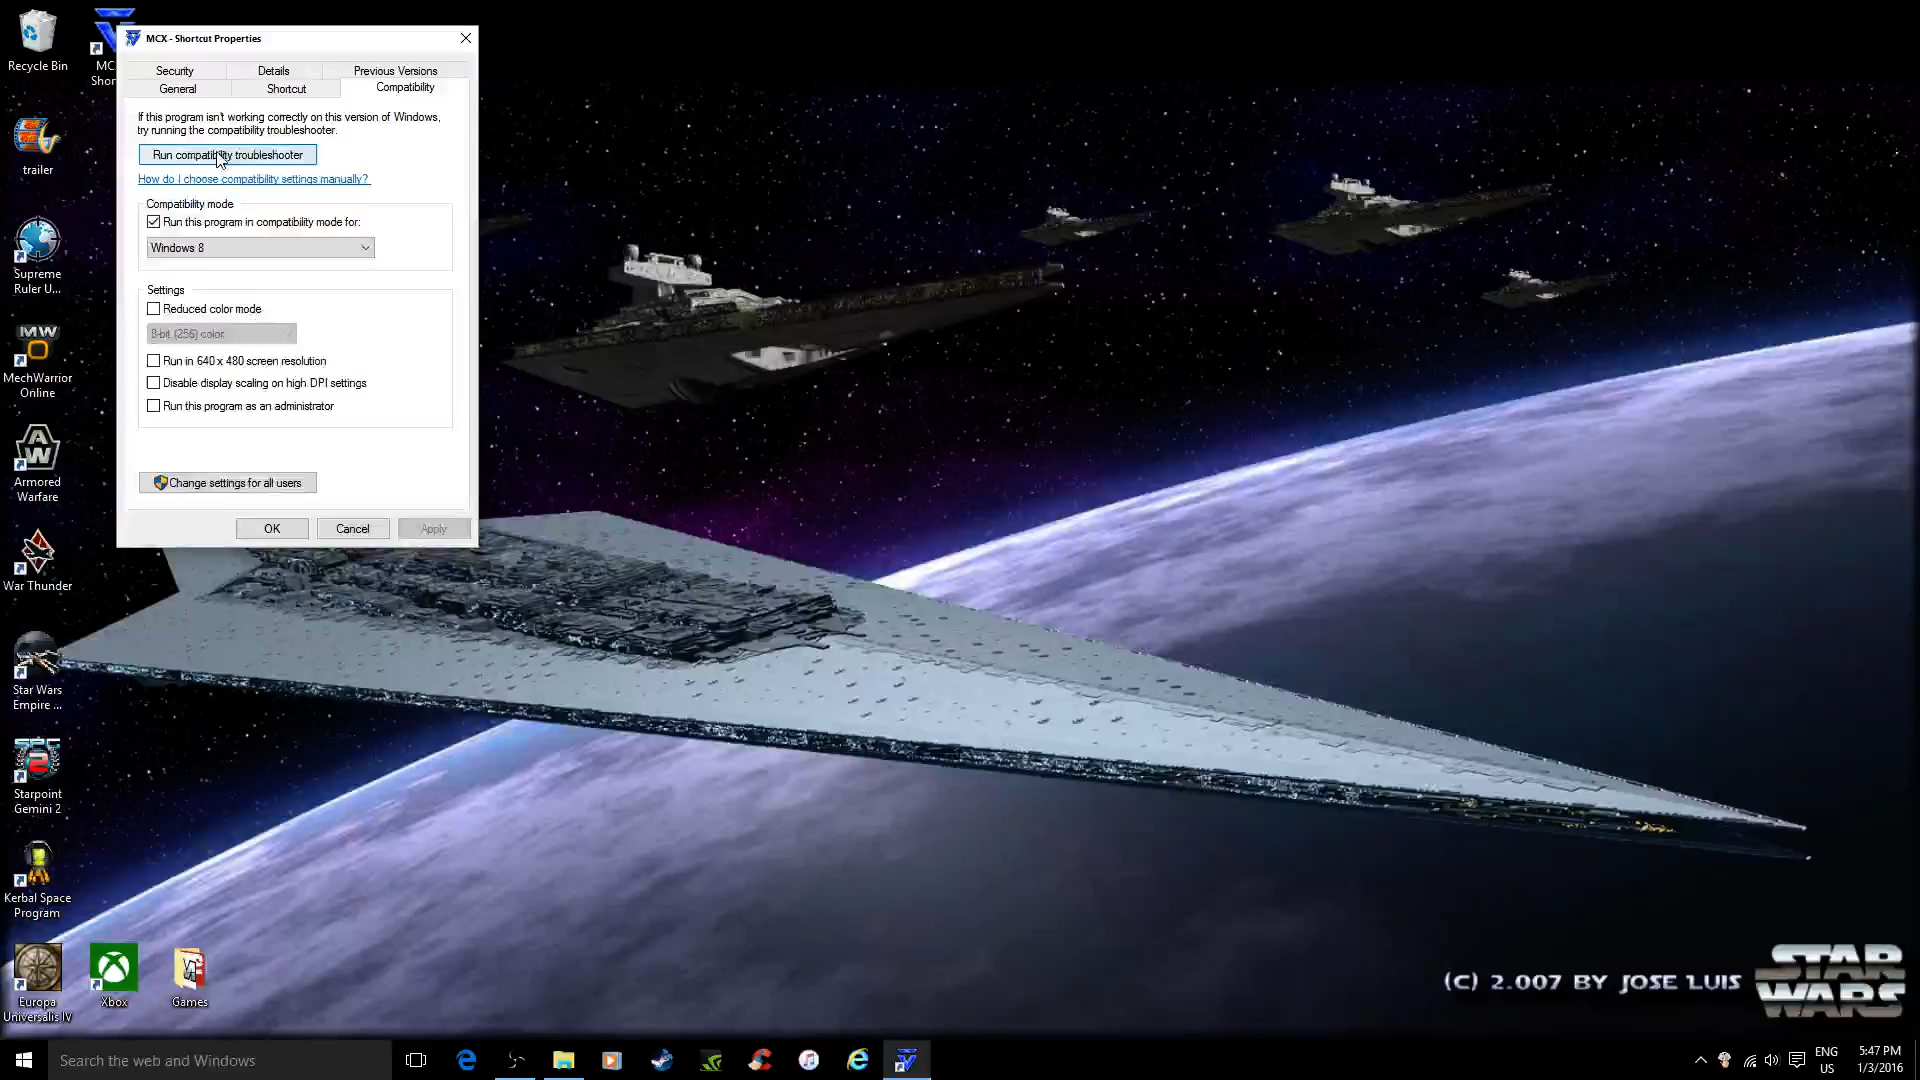 Recycle Bin
MC
Shor
trailer
Supreme
Ruler U...
MW
MechWarrior
Online
AW
Armored
Warfare
War Thunder
Star Wars
Empire ...
2
Starpoint
Gemini 2
Kerbal Space
Program
Europa
Universalis IV
Xbox
Games
MCX - Shortcut Properties
Security
Details
Previous Versions
General
Shortcut
Compatibility
If this program isn't working correctly on this version of Windows,
try running the compatibility troubleshooter.
Run compatibility troubleshooter
How do I choose compatibility settings manually?
Compatibility mode
Run this program in compatibility mode for:
Windows 8
Settings
Reduced color mode
8-bit (256) color
Run in 640 x 480 screen resolution
Disable display scaling on high DPI settings
Run this program as an administrator
Change settings for all users
OK
Cancel
Apply
(C) 2.007 BY JOSE LUIS
STAR
WARS
Search the web and Windows
ENG
US
5:47 PM
1/3/2016